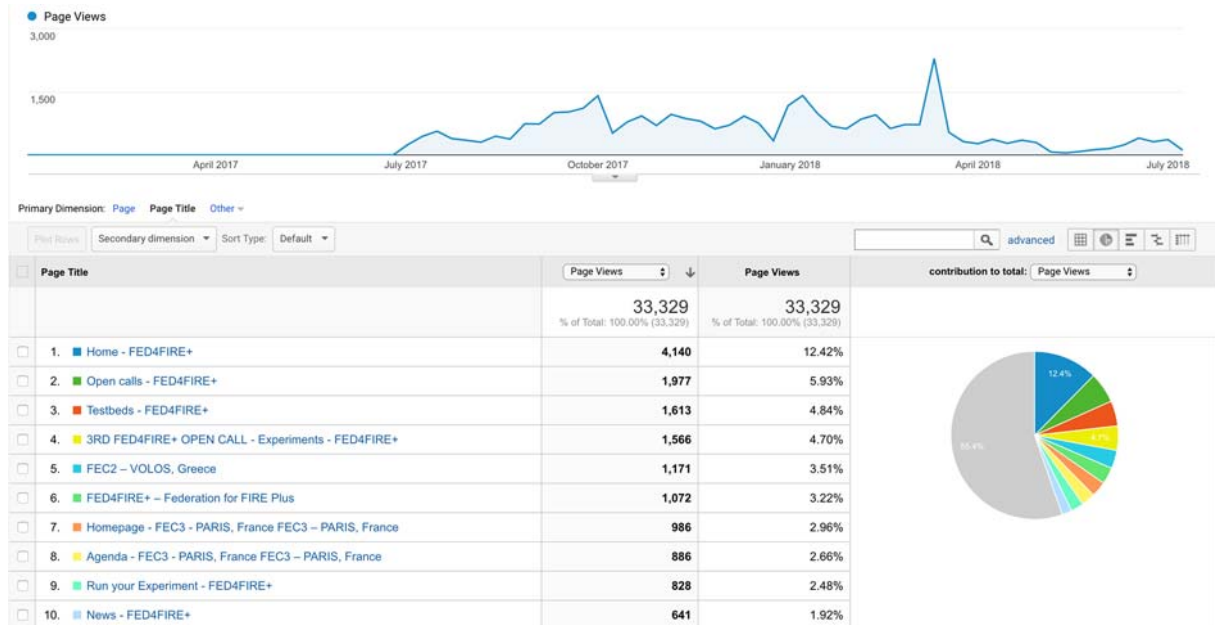 Page Views
3,000
1,500
April 2017 July 2017 October 2017 January 2018 April 2018 July 2018
Primary Dimension: Page Page Title Other
Plot Rows Secondary dimension Sort Type: Default advanced
Page Title Page Views Page Views contribution to total: Page Views
33,329 33,329
% of Total: 100.00% (33,329) % of Total: 100.00% (33,329)
1. Home - FED4FIRE+ 4,140 12.42%
2. Open calls - FED4FIRE+ 1,977 5.93%
3. Testbeds - FED4FIRE+ 1,613 4.84%
4. 3RD FED4FIRE+ OPEN CALL - Experiments - FED4FIRE+ 1,566 4.70%
5. FEC2 – VOLOS, Greece 1,171 3.51%
6. FED4FIRE+ – Federation for FIRE Plus 1,072 3.22%
7. Homepage - FEC3 - PARIS, France FEC3 – PARIS, France 986 2.96%
8. Agenda - FEC3 - PARIS, France FEC3 – PARIS, France 886 2.66%
9. Run your Experiment - FED4FIRE+ 828 2.48%
10. News - FED4FIRE+ 641 1.92%
12.4%
4.7%
55.4%